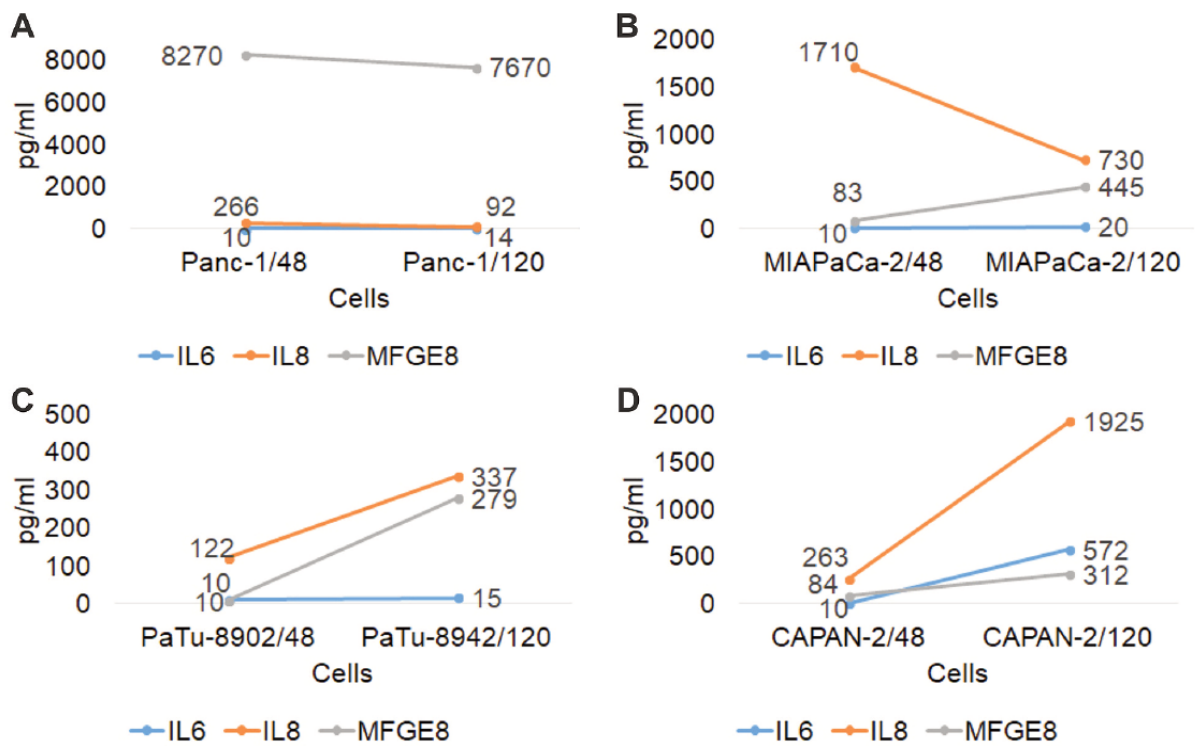 A
8000
6000
4000
2000
0
pg/ml
8270
7670
266
92
10
14
Panc-1/48 Panc-1/120
Cells
IL6 IL8 MFGE8
B
2000
1500
1000
500
0
pg/ml
1710
730
83
445
10
20
MIAPaCa-2/48 MIAPaCa-2/120
Cells
IL6 IL8 MFGE8
C
500
400
300
200
100
0
pg/ml
122
337
279
10
10
15
PaTu-8902/48 PaTu-8942/120
Cells
IL6 IL8 MFGE8
D
2000
1500
1000
500
0
pg/ml
1925
263
572
84
312
10
CAPAN-2/48 CAPAN-2/120
Cells
IL6 IL8 MFGE8